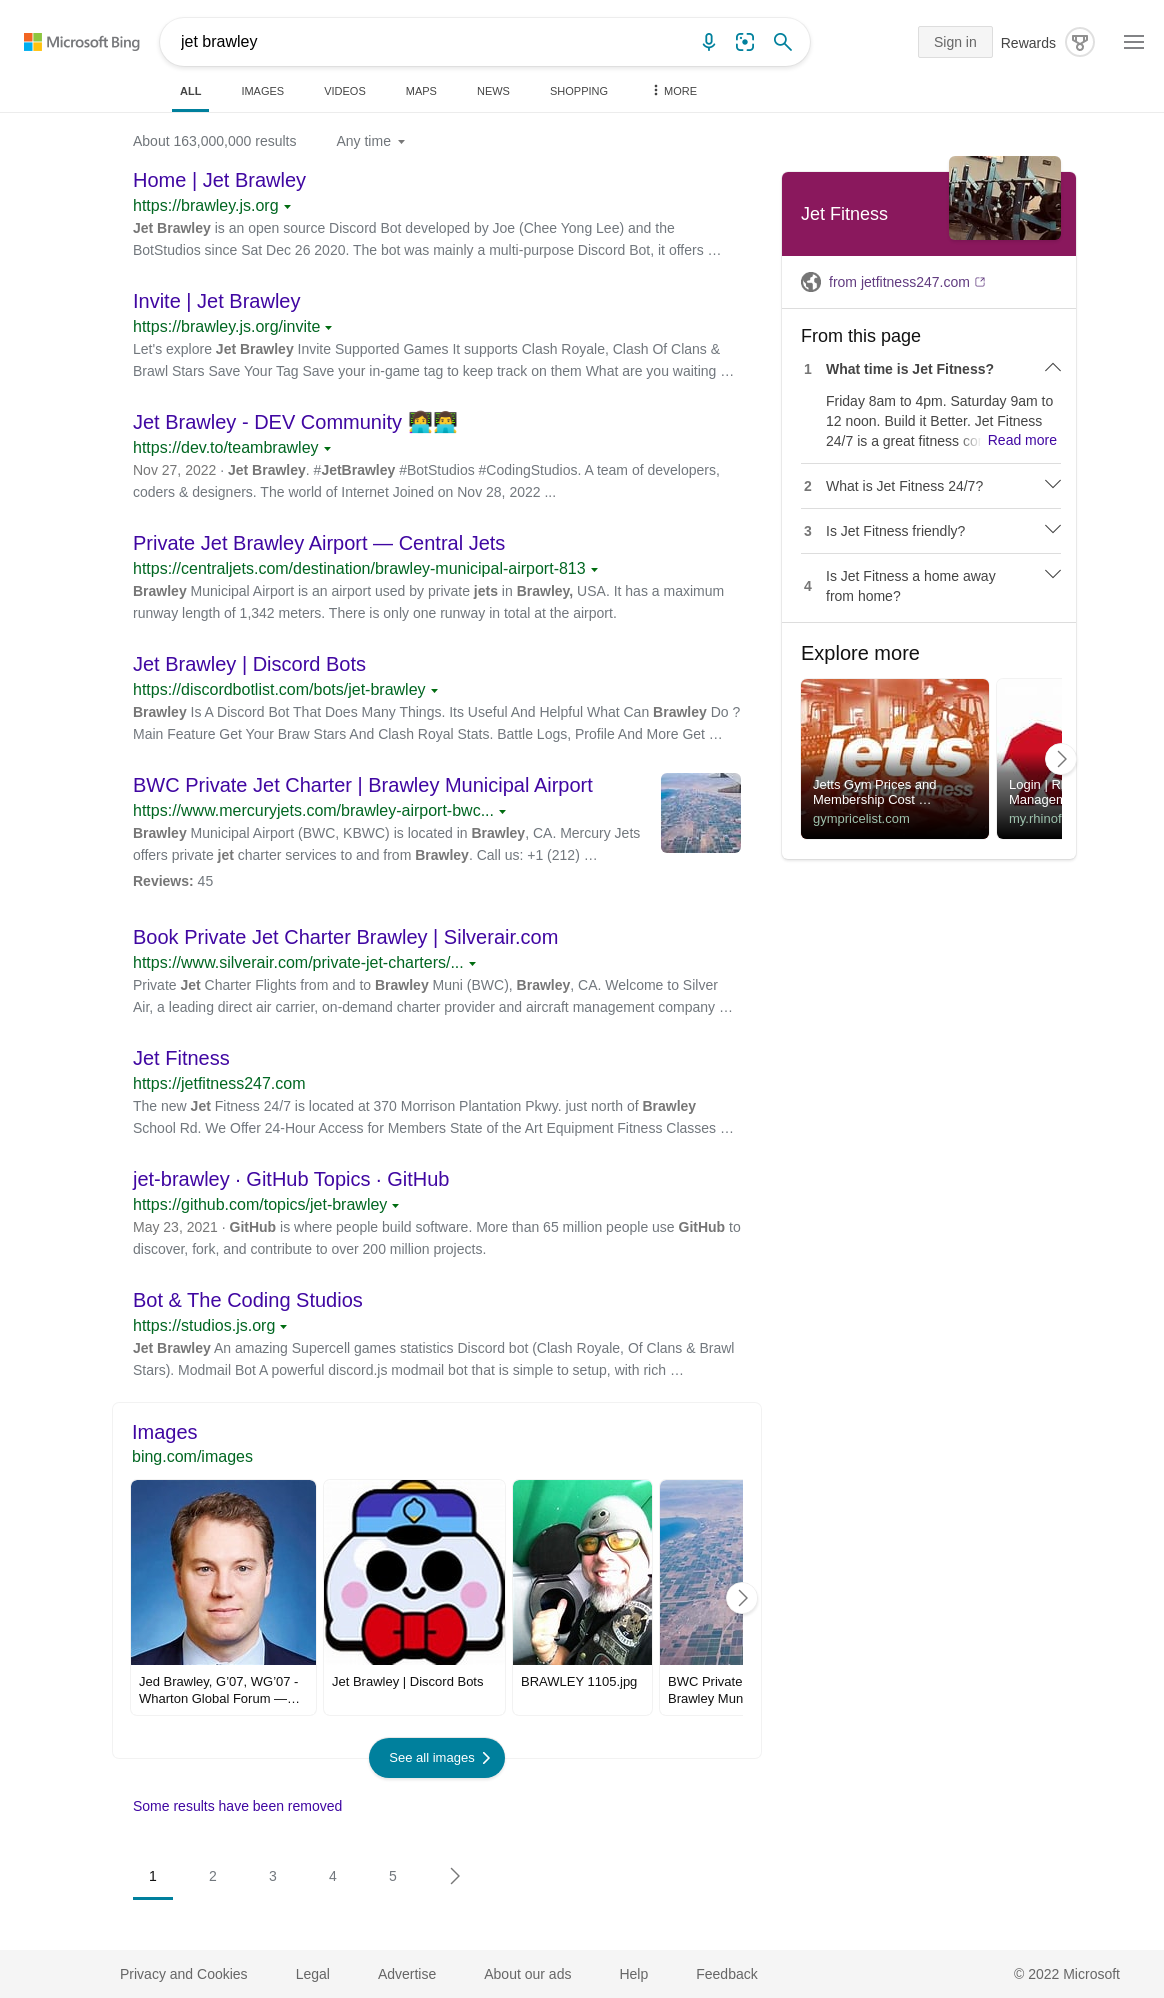 Microsoft Bing
jet brawley
Sign in
Rewards
ALL
IMAGES
VIDEOS
MAPS
NEWS
SHOPPING
MORE
About 163,000,000 results
Any time
Home | Jet Brawley
https://brawley.js.org
Jet Brawley is an open source Discord Bot developed by Joe (Chee Yong Lee) and the
BotStudios since Sat Dec 26 2020. The bot was mainly a multi-purpose Discord Bot, it offers …
Invite | Jet Brawley
https://brawley.js.org/invite
Let's explore Jet Brawley Invite Supported Games It supports Clash Royale, Clash Of Clans &
Brawl Stars Save Your Tag Save your in-game tag to keep track on them What are you waiting …
Jet Brawley - DEV Community 👩‍💻👨‍💻
https://dev.to/teambrawley
Nov 27, 2022 · Jet Brawley. #JetBrawley #BotStudios #CodingStudios. A team of developers,
coders & designers. The world of Internet Joined on Nov 28, 2022 ...
Private Jet Brawley Airport — Central Jets
https://centraljets.com/destination/brawley-municipal-airport-813
Brawley Municipal Airport is an airport used by private jets in Brawley, USA. It has a maximum
runway length of 1,342 meters. There is only one runway in total at the airport.
Jet Brawley | Discord Bots
https://discordbotlist.com/bots/jet-brawley
Brawley Is A Discord Bot That Does Many Things. Its Useful And Helpful What Can Brawley Do ?
Main Feature Get Your Braw Stars And Clash Royal Stats. Battle Logs, Profile And More Get …
BWC Private Jet Charter | Brawley Municipal Airport
https://www.mercuryjets.com/brawley-airport-bwc...
Brawley Municipal Airport (BWC, KBWC) is located in Brawley, CA. Mercury Jets
offers private jet charter services to and from Brawley. Call us: +1 (212) …
Reviews: 45
Book Private Jet Charter Brawley | Silverair.com
https://www.silverair.com/private-jet-charters/...
Private Jet Charter Flights from and to Brawley Muni (BWC), Brawley, CA. Welcome to Silver
Air, a leading direct air carrier, on-demand charter provider and aircraft management company …
Jet Fitness
https://jetfitness247.com
The new Jet Fitness 24/7 is located at 370 Morrison Plantation Pkwy. just north of Brawley
School Rd. We Offer 24-Hour Access for Members State of the Art Equipment Fitness Classes …
jet-brawley · GitHub Topics · GitHub
https://github.com/topics/jet-brawley
May 23, 2021 · GitHub is where people build software. More than 65 million people use GitHub to
discover, fork, and contribute to over 200 million projects.
Bot & The Coding Studios
https://studios.js.org
Jet Brawley An amazing Supercell games statistics Discord bot (Clash Royale, Of Clans & Brawl
Stars). Modmail Bot A powerful discord.js modmail bot that is simple to setup, with rich …
Images
bing.com/images
Jed Brawley, G'07, WG'07 -
Wharton Global Forum —…
Jet Brawley | Discord Bots
BRAWLEY 1105.jpg
BWC Private
Brawley Mun
See all images
Some results have been removed
1
2
3
4
5
Jet Fitness
from jetfitness247.com
From this page
1 What time is Jet Fitness?
Friday 8am to 4pm. Saturday 9am to
12 noon. Build it Better. Jet Fitness
24/7 is a great fitness co Read more
2 What is Jet Fitness 24/7?
3 Is Jet Fitness friendly?
4 Is Jet Fitness a home away
from home?
Explore more
jetts
24 hour fitness
Jetts Gym Prices and
Membership Cost …
gympricelist.com
Login | R
Managem
my.rhinof
Privacy and Cookies
Legal
Advertise
About our ads
Help
Feedback
© 2022 Microsoft